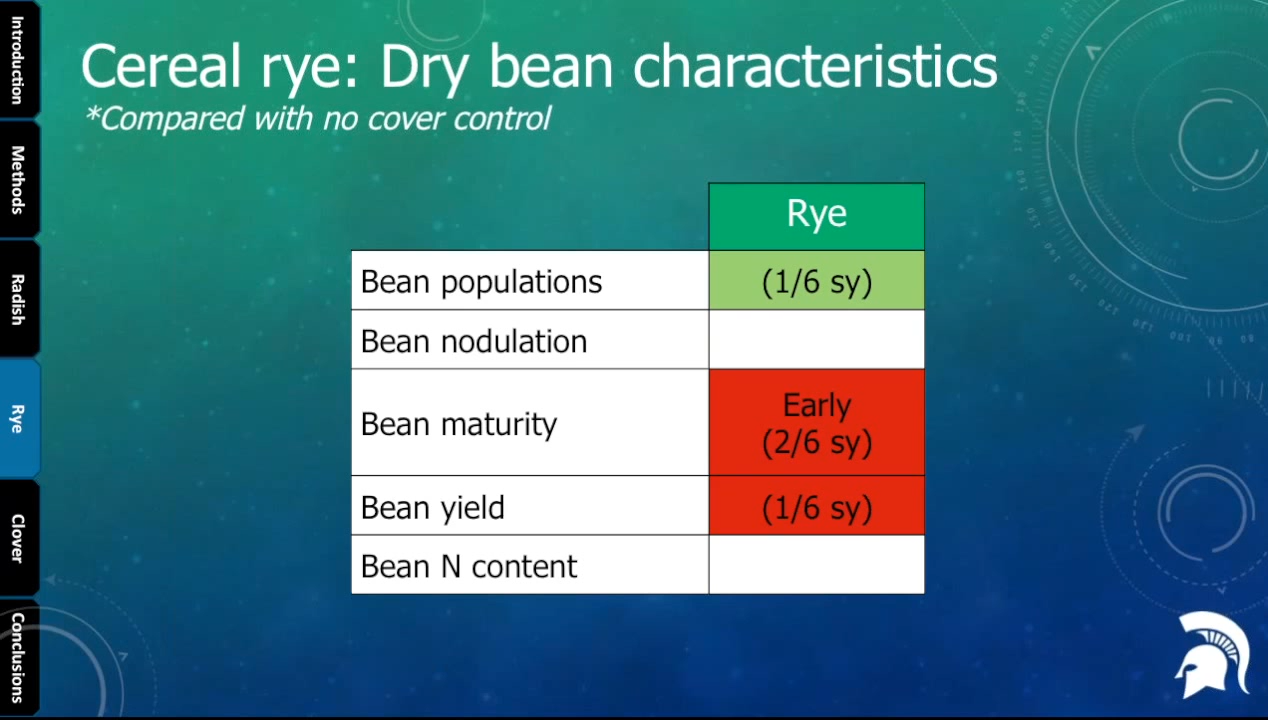 Cereal rye: Dry bean characteristics
*Compared with no cover control
Introduction
Methods
Radish
Rye
Clover
Conclusions
Rye
Bean populations (1/6 sy)
Bean nodulation
Bean maturity Early
(2/6 sy)
Bean yield (1/6 sy)
Bean N content